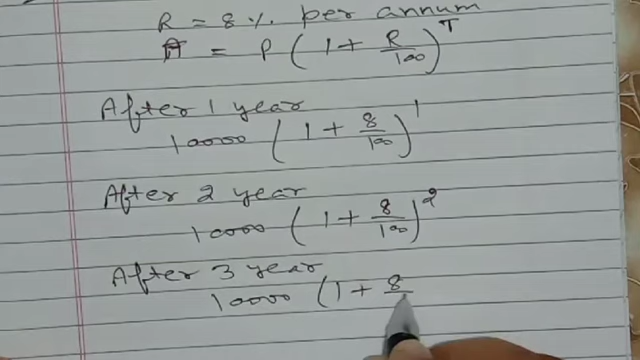 R = 8 % per annum
A = P ( 1 + R/100 )^T
After 1 year
10000 ( 1 + 8/100 )^1
After 2 year
10000 ( 1 + 8/100 )^2
After 3 year
10000 ( 1 + 8